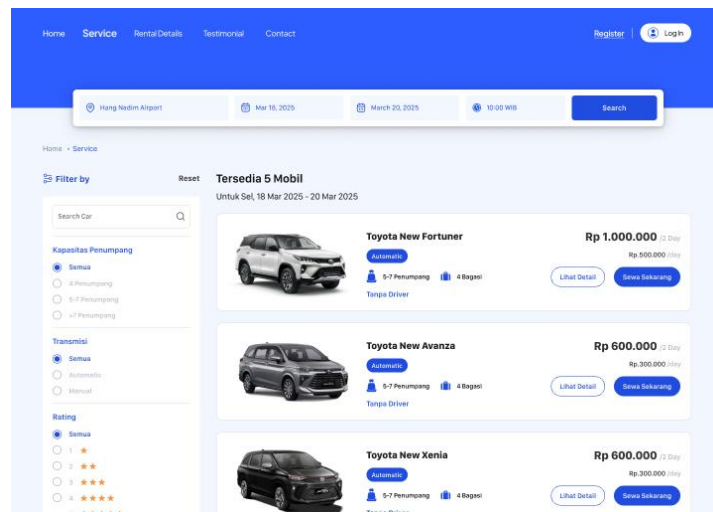 Home Service Rental Details Testimonial Contact Register Log In
Hang Nadim Airport Mar 18, 2025 March 20, 2025 10:00 WIB Search
Home • Service
Filter by Reset
Search Car
Kapasitas Penumpang
Semua
4 Penumpang
5-7 Penumpang
>7 Penumpang
Transmisi
Semua
Automatic
Manual
Rating
Semua
1
2
3
4
Tersedia 5 Mobil
Untuk Sel, 18 Mar 2025 - 20 Mar 2025
Toyota New Fortuner
Automatic
5-7 Penumpang 4 Bagasi
Tanpa Driver
Rp 1.000.000 /2 Day
Rp.500.000 /day
Lihat Detail Sewa Sekarang
Toyota New Avanza
Automatic
5-7 Penumpang 4 Bagasi
Tanpa Driver
Rp 600.000 /2 Day
Rp.300.000 /day
Lihat Detail Sewa Sekarang
Toyota New Xenia
Automatic
5-7 Penumpang 4 Bagasi
Tanpa Driver
Rp 600.000 /2 Day
Rp.300.000 /day
Lihat Detail Sewa Sekarang